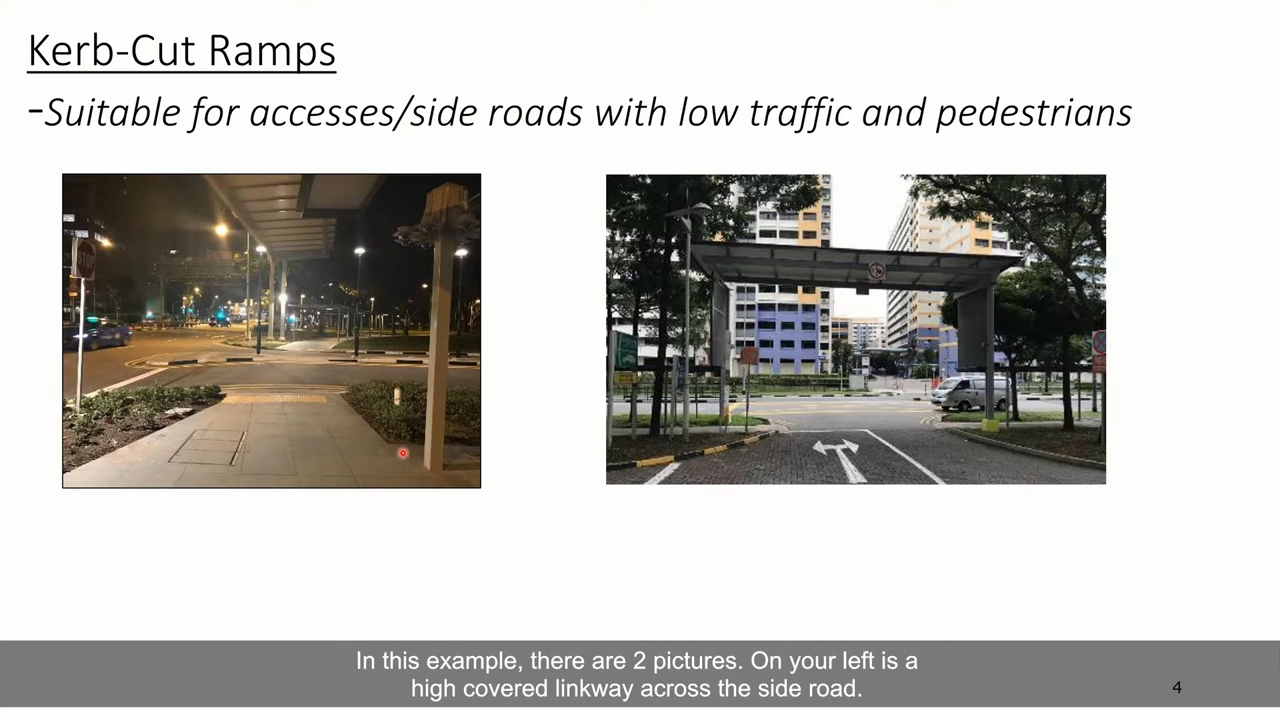 Kerb-Cut Ramps
-Suitable for accesses/side roads with low traffic and pedestrians
STOP
In this example, there are 2 pictures. On your left is a
high covered linkway across the side road.
4